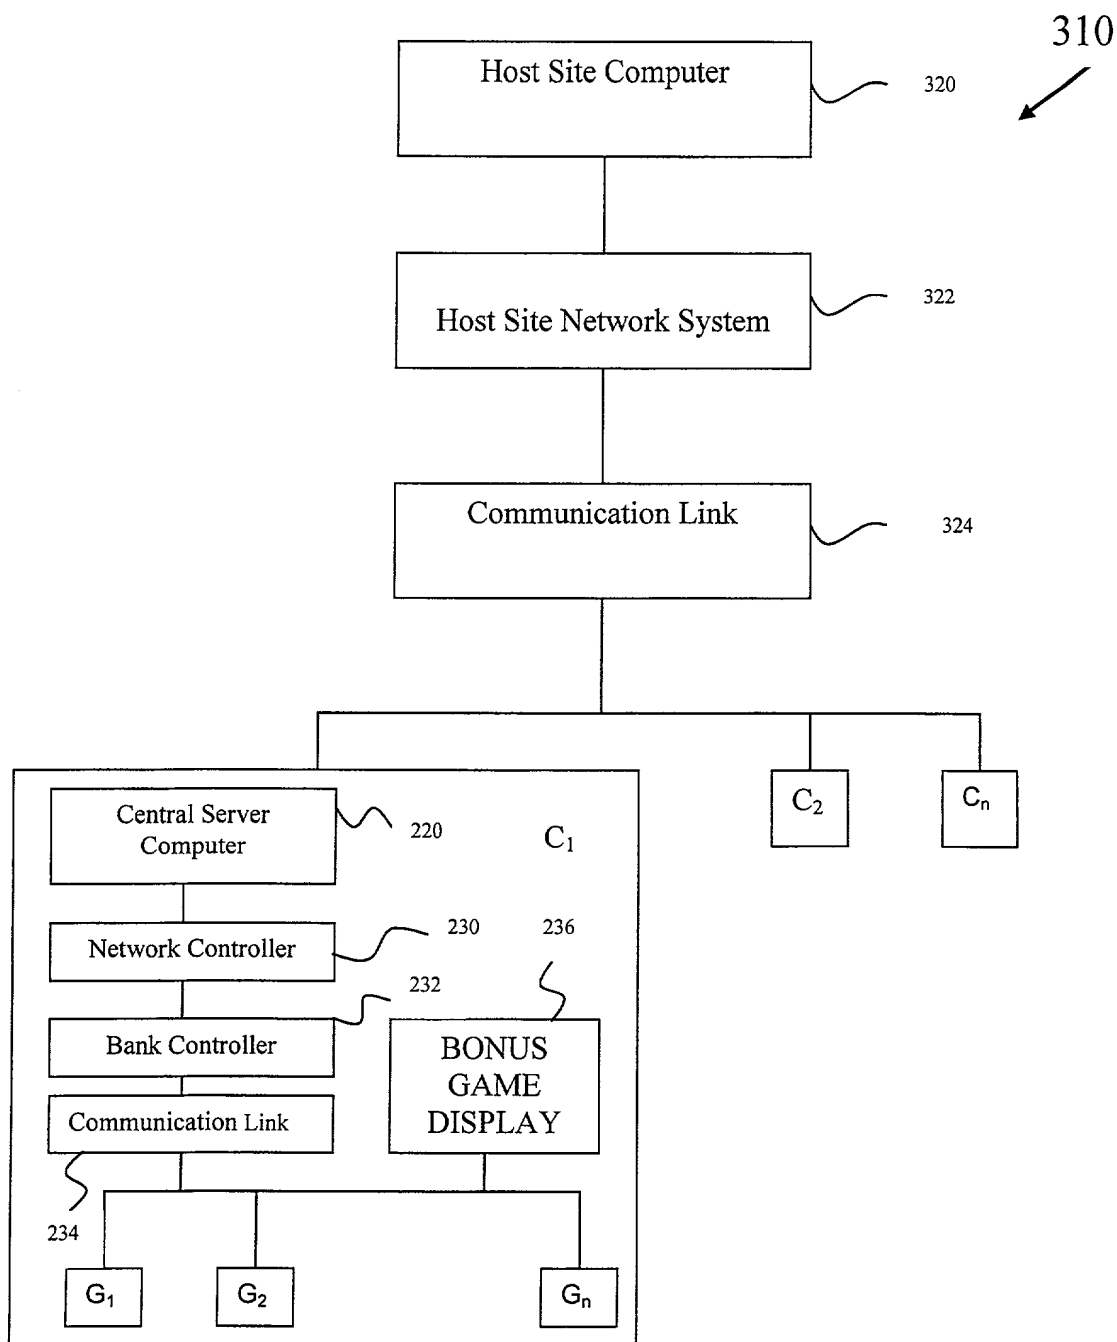 310
Host Site Computer
320
Host Site Network System
322
Communication Link
324
Central Server
Computer
220
C1
C2
Cn
Network Controller
230
236
232
Bank Controller
BONUS
GAME
DISPLAY
Communication Link
234
G1
G2
Gn